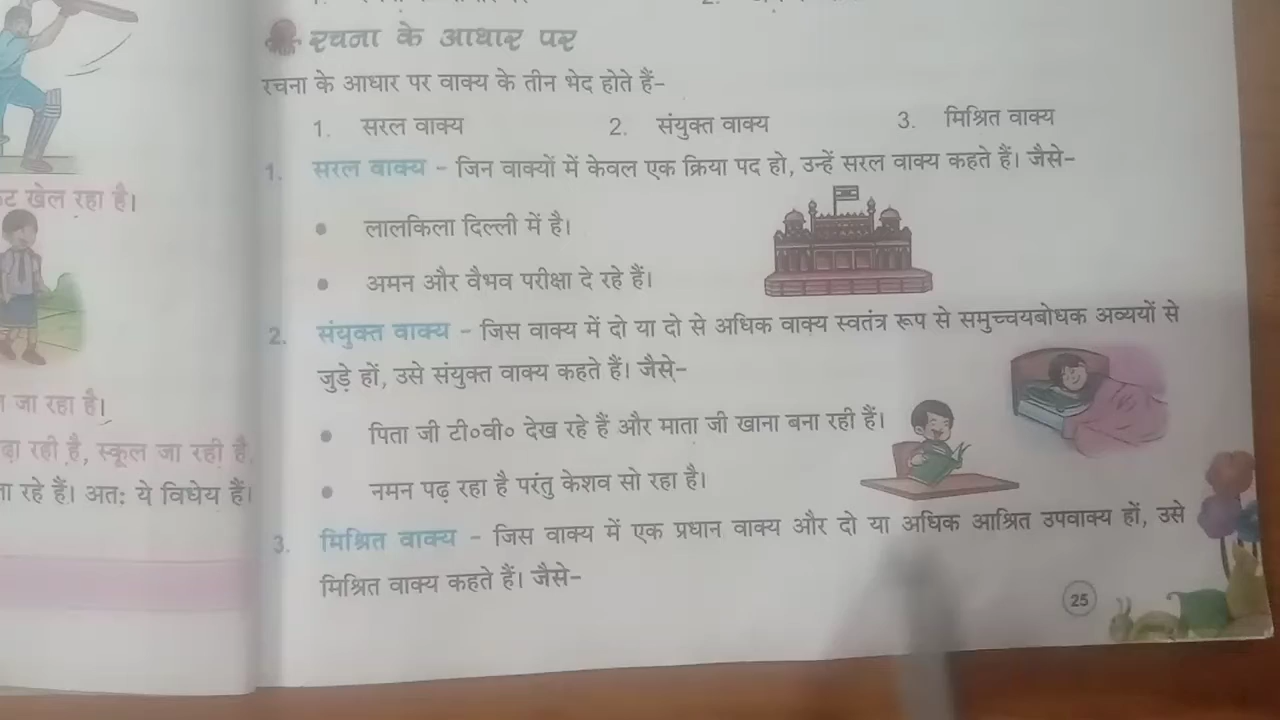 ट खेल रहा है।
जा रहा है।
ढ़ा रही है, स्कूल जा रही है,
रहे हैं। अत: ये विधेय हैं।
रचना के आधार पर
रचना के आधार पर वाक्य के तीन भेद होते हैं-
1. सरल वाक्य 2. संयुक्त वाक्य 3. मिश्रित वाक्य
1. सरल वाक्य - जिन वाक्यों में केवल एक क्रिया पद हो, उन्हें सरल वाक्य कहते हैं। जैसे-
• लालकिला दिल्ली में है।
• अमन और वैभव परीक्षा दे रहे हैं।
2. संयुक्त वाक्य - जिस वाक्य में दो या दो से अधिक वाक्य स्वतंत्र रूप से समुच्चयबोधक अव्ययों से
जुड़े हों, उसे संयुक्त वाक्य कहते हैं। जैसे-
• पिता जी टी०वी० देख रहे हैं और माता जी खाना बना रही हैं।
• नमन पढ़ रहा है परंतु केशव सो रहा है।
3. मिश्रित वाक्य - जिस वाक्य में एक प्रधान वाक्य और दो या अधिक आश्रित उपवाक्य हों, उसे
मिश्रित वाक्य कहते हैं। जैसे-
25